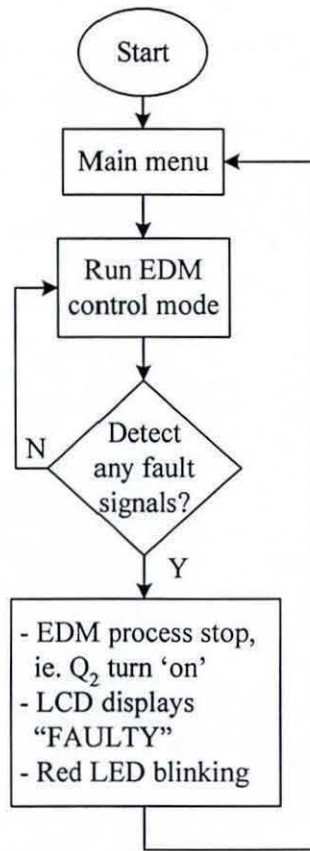 Start
Main menu
Run EDM
control mode
Detect
any fault
signals?
N
Y
- EDM process stop,
ie. Q₂ turn ‘on’
- LCD displays
“FAULTY”
- Red LED blinking